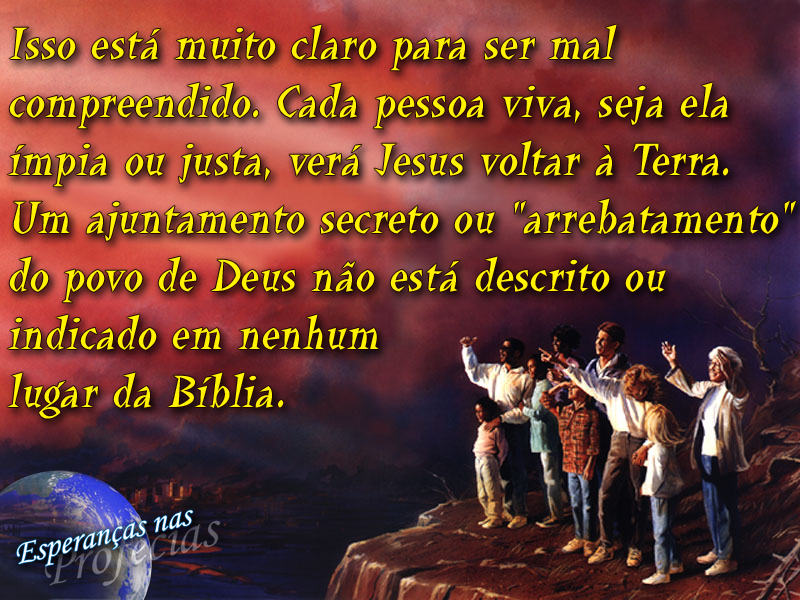 Isso está muito claro para ser mal
compreendido. Cada pessoa viva, seja ela
ímpia ou justa, verá Jesus voltar à Terra.
Um ajuntamento secreto ou "arrebatamento"
do povo de Deus não está descrito ou
indicado em nenhum
lugar da Bíblia.
Esperanças nas
Profecias